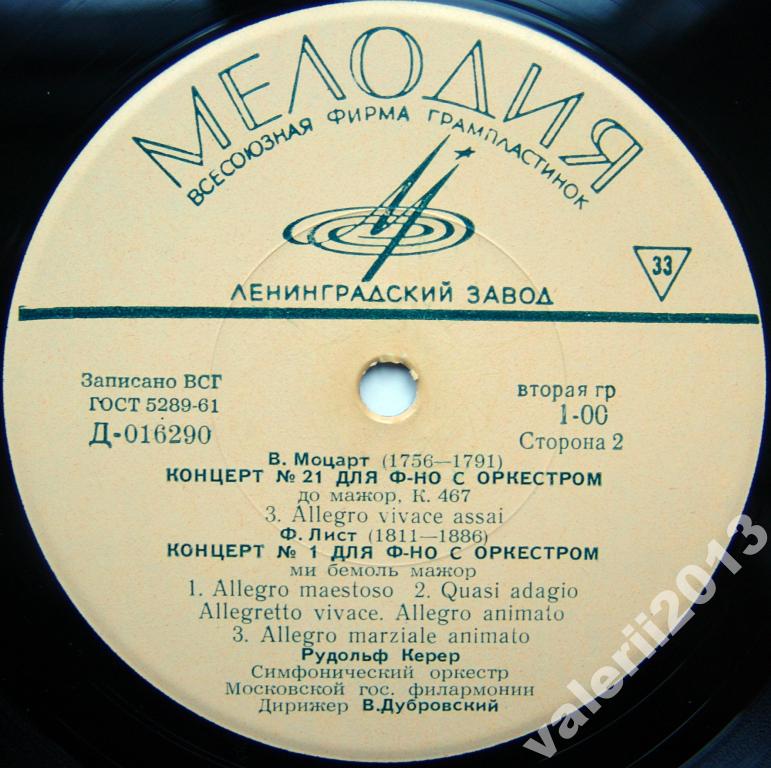 МЕЛОДИЯ
ВСЕСОЮЗНАЯ ФИРМА ГРАМПЛАСТИНОК
ЛЕНИНГРАДСКИЙ ЗАВОД
33
Записано ВСГ
ГОСТ 5289-61
Д-016290
вторая гр
1-00
Сторона 2
В. Моцарт (1756—1791)
КОНЦЕРТ № 21 ДЛЯ Ф-НО С ОРКЕСТРОМ
до мажор, К. 467
3. Allegro vivace assai
Ф. Лист (1811—1886)
КОНЦЕРТ № 1 ДЛЯ Ф-НО С ОРКЕСТРОМ
ми бемоль мажор
1. Allegro maestoso 2. Quasi adagio
Allegretto vivace. Allegro animato
3. Allegro marziale animato
Рудольф Керер
Симфонический оркестр
Московской гос. филармонии
Дирижер В.Дубровский
valerii2013